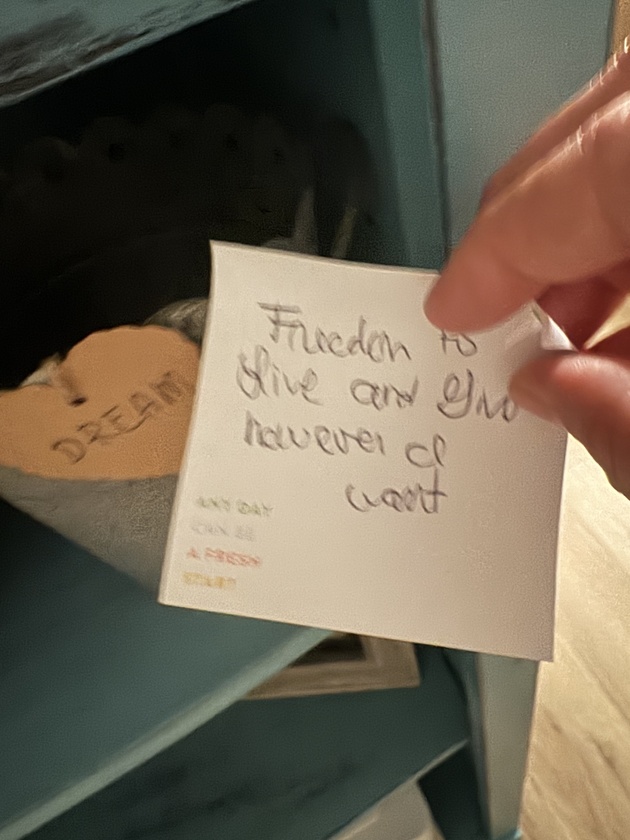 Freedom to
live and give
however I
want
ANY DAY
CAN BE
A FRESH
START
DREAM